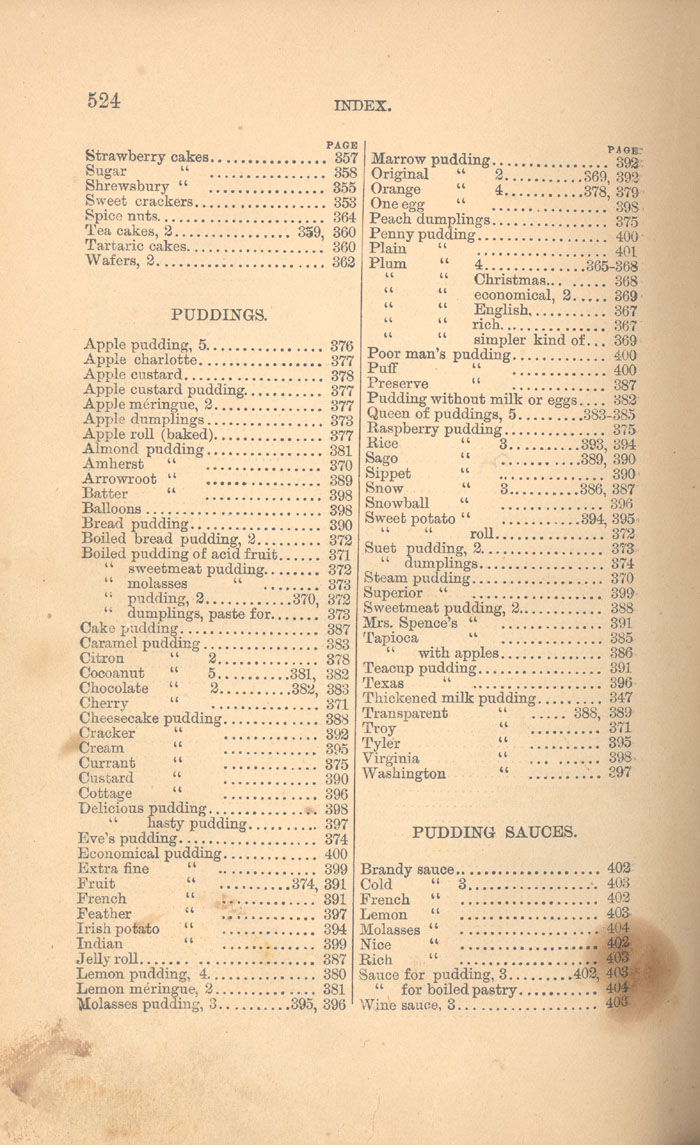 524
INDEX.
PAGE
Strawberry cakes................ 357
Sugar “ ................ 358
Shrewsbury “ ................ 355
Sweet crackers................ 353
Spice nuts................ 364
Tea cakes, 2................ 359, 360
Tartaric cakes................ 360
Wafers, 2................ 362
PUDDINGS.
Apple pudding, 5................ 376
Apple charlotte................ 377
Apple custard................ 378
Apple custard pudding................ 377
Apple méringue, 2................ 377
Apple dumplings................ 373
Apple roll (baked)................ 377
Almond pudding................ 381
Amherst “ ................ 370
Arrowroot “ ................ 389
Batter “ ................ 398
Balloons ................ 398
Bread pudding................ 390
Boiled bread pudding, 2................ 372
Boiled pudding of acid fruit...... 371
“ sweetmeat pudding........ 372
“ molasses “ ........ 373
“ pudding, 2............370, 372
“ dumplings, paste for....... 373
Cake pudding................ 387
Caramel pudding................ 383
Citron “ 2................ 378
Cocoanut “ 5..........381, 382
Chocolate “ 2..........382, 383
Cherry “ ................ 371
Cheesecake pudding................ 388
Cracker “ ............ 392
Cream “ ............ 395
Currant “ ............ 375
Custard “ ............ 390
Cottage “ ............ 396
Delicious pudding................ 398
“ hasty pudding.......... 397
Eve's pudding................ 374
Economical pudding............ 400
Extra fine “ ............ 399
Fruit “ ..........374, 391
French “ ............ 391
Feather “ ............ 397
Irish potato “ ............ 394
Indian “ ............ 399
Jelly roll................ 387
Lemon pudding, 4................ 380
Lemon méringue, 2................ 381
Molasses pudding, 3..........395, 396
PAGE
Marrow pudding................ 392
Original “ 2..........369, 392
Orange “ 4..........378, 379
One egg “ ................ 398
Peach dumplings................ 375
Penny pudding................ 400
Plain “ ................ 401
Plum “ 4............365-368
“ “ Christmas... ...... 368
“ “ economical, 2..... 369
“ “ English,.......... 367
“ “ rich.............. 367
“ “ simpler kind of... 369
Poor man's pudding............ 400
Puff “ ............ 400
Preserve “ ............ 387
Pudding without milk or eggs.... 382
Queen of puddings, 5........383-385
Raspberry pudding................ 375
Rice “ 3..........393, 394
Sago “ ..........389, 390
Sippet “ ............ 390
Snow “ 3..........386, 387
Snowball “ ............ 396
Sweet potato “ ..........394, 395
“ “ roll............ 372
Suet pudding, 2................ 373
“ dumplings................ 374
Steam pudding................ 370
Superior “ ................ 399
Sweetmeat pudding, 2............ 388
Mrs. Spence's “ ............ 391
Tapioca “ ............ 385
“ with apples............ 386
Teacup pudding................ 391
Texas “ ................ 396
Thickened milk pudding......... 347
Transparent “ ..... 388, 389
Troy “ .......... 371
Tyler “ .......... 395
Virginia “ ... ...... 398
Washington “ .......... 397
PUDDING SAUCES.
Brandy sauce................ 402
Cold “ 3................ 403
French “ ................ 402
Lemon “ ................ 403
Molasses “ ................ 404
Nice “ ................ 402
Rich “ ................ 403
Sauce for pudding, 3.........402, 403
“ for boiled pastry.......... 404
Wine sauce, 3................ 403